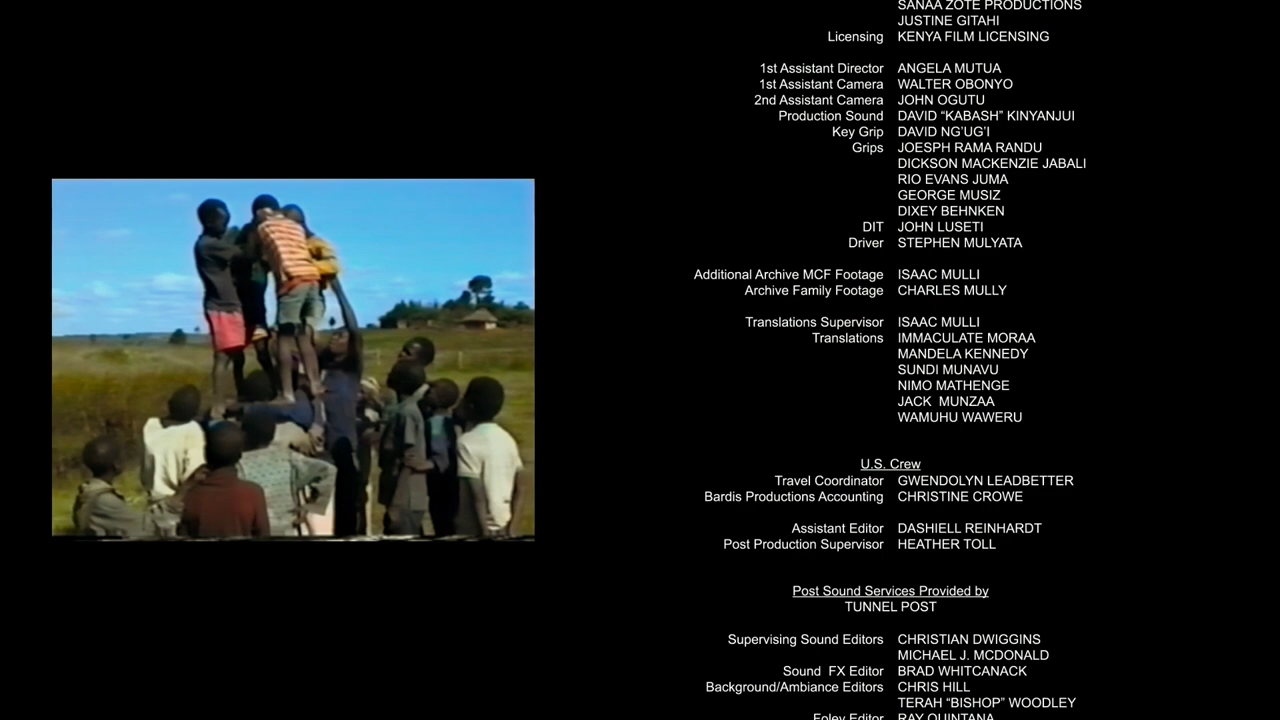 SANAA ZOTE PRODUCTIONS
JUSTINE GITAHI
Licensing KENYA FILM LICENSING
1st Assistant Director ANGELA MUTUA
1st Assistant Camera WALTER OBONYO
2nd Assistant Camera JOHN OGUTU
Production Sound DAVID “KABASH” KINYANJUI
Key Grip DAVID NG’UG’I
Grips JOESPH RAMA RANDU
DICKSON MACKENZIE JABALI
RIO EVANS JUMA
GEORGE MUSIZ
DIXEY BEHNKEN
DIT JOHN LUSETI
Driver STEPHEN MULYATA
Additional Archive MCF Footage ISAAC MULLI
Archive Family Footage CHARLES MULLY
Translations Supervisor ISAAC MULLI
Translations IMMACULATE MORAA
MANDELA KENNEDY
SUNDI MUNAVU
NIMO MATHENGE
JACK  MUNZAA
WAMUHU WAWERU
U.S. Crew
Travel Coordinator GWENDOLYN LEADBETTER
Bardis Productions Accounting CHRISTINE CROWE
Assistant Editor DASHIELL REINHARDT
Post Production Supervisor HEATHER TOLL
Post Sound Services Provided by
TUNNEL POST
Supervising Sound Editors CHRISTIAN DWIGGINS
MICHAEL J. MCDONALD
Sound  FX Editor BRAD WHITCANACK
Background/Ambiance Editors CHRIS HILL
TERAH “BISHOP” WOODLEY
Foley Editor RAY QUINTANA